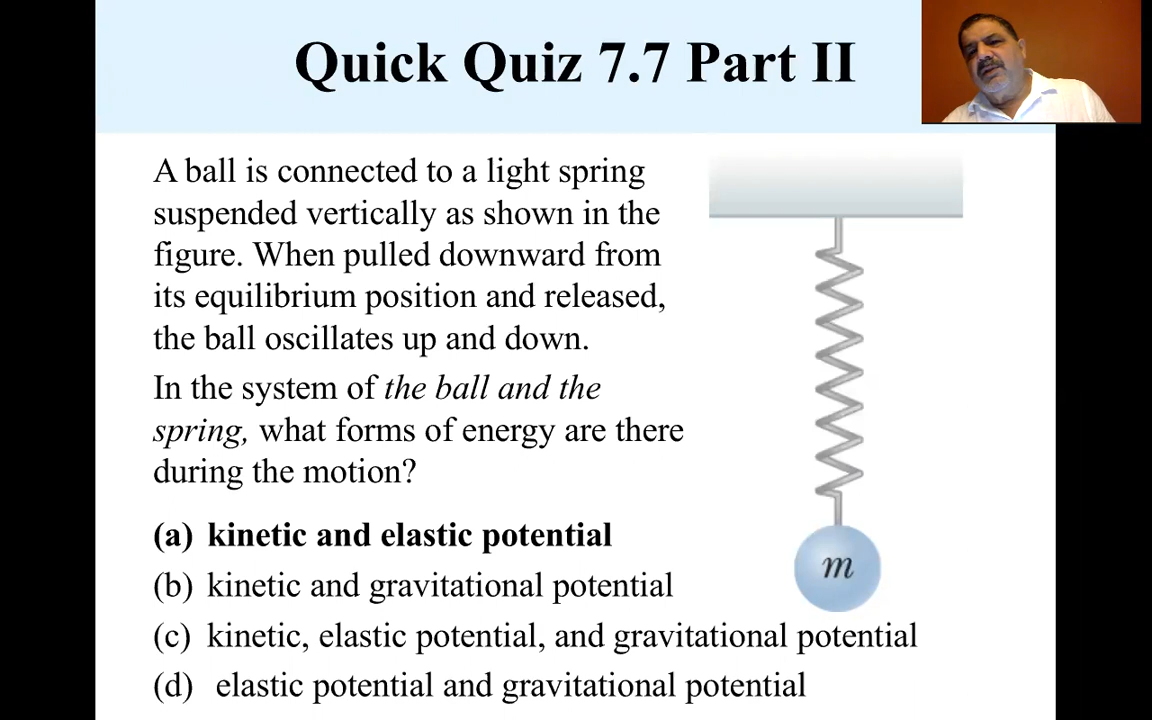 Quick Quiz 7.7 Part II
A ball is connected to a light spring
suspended vertically as shown in the
figure. When pulled downward from
its equilibrium position and released,
the ball oscillates up and down.
In the system of the ball and the
spring, what forms of energy are there
during the motion?
(a) kinetic and elastic potential
(b) kinetic and gravitational potential
(c) kinetic, elastic potential, and gravitational potential
(d) elastic potential and gravitational potential
m